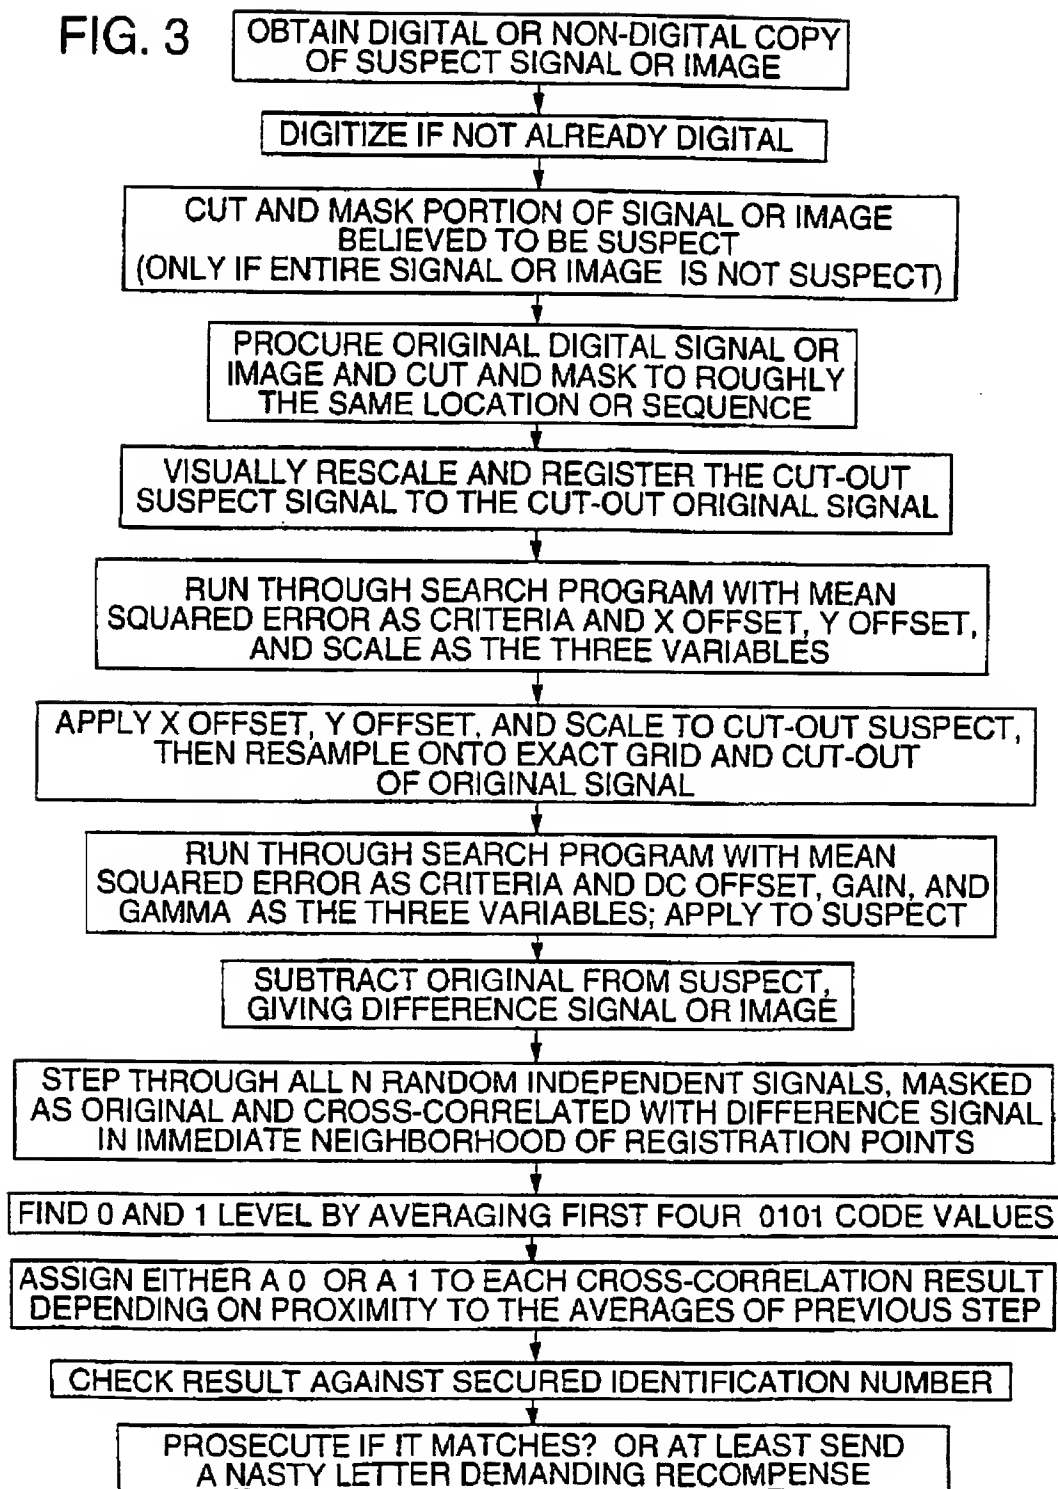 FIG. 3
OBTAIN DIGITAL OR NON-DIGITAL COPY
OF SUSPECT SIGNAL OR IMAGE
DIGITIZE IF NOT ALREADY DIGITAL
CUT AND MASK PORTION OF SIGNAL OR IMAGE
BELIEVED TO BE SUSPECT
(ONLY IF ENTIRE SIGNAL OR IMAGE IS NOT SUSPECT)
PROCURE ORIGINAL DIGITAL SIGNAL OR
IMAGE AND CUT AND MASK TO ROUGHLY
THE SAME LOCATION OR SEQUENCE
VISUALLY RESCALE AND REGISTER THE CUT-OUT
SUSPECT SIGNAL TO THE CUT-OUT ORIGINAL SIGNAL
RUN THROUGH SEARCH PROGRAM WITH MEAN
SQUARED ERROR AS CRITERIA AND X OFFSET, Y OFFSET,
AND SCALE AS THE THREE VARIABLES
APPLY X OFFSET, Y OFFSET, AND SCALE TO CUT-OUT SUSPECT,
THEN RESAMPLE ONTO EXACT GRID AND CUT-OUT
OF ORIGINAL SIGNAL
RUN THROUGH SEARCH PROGRAM WITH MEAN
SQUARED ERROR AS CRITERIA AND DC OFFSET, GAIN, AND
GAMMA AS THE THREE VARIABLES; APPLY TO SUSPECT
SUBTRACT ORIGINAL FROM SUSPECT,
GIVING DIFFERENCE SIGNAL OR IMAGE
STEP THROUGH ALL N RANDOM INDEPENDENT SIGNALS, MASKED
AS ORIGINAL AND CROSS-CORRELATED WITH DIFFERENCE SIGNAL
IN IMMEDIATE NEIGHBORHOOD OF REGISTRATION POINTS
FIND 0 AND 1 LEVEL BY AVERAGING FIRST FOUR 0101 CODE VALUES
ASSIGN EITHER A 0 OR A 1 TO EACH CROSS-CORRELATION RESULT
DEPENDING ON PROXIMITY TO THE AVERAGES OF PREVIOUS STEP
CHECK RESULT AGAINST SECURED IDENTIFICATION NUMBER
PROSECUTE IF IT MATCHES? OR AT LEAST SEND
A NASTY LETTER DEMANDING RECOMPENSE